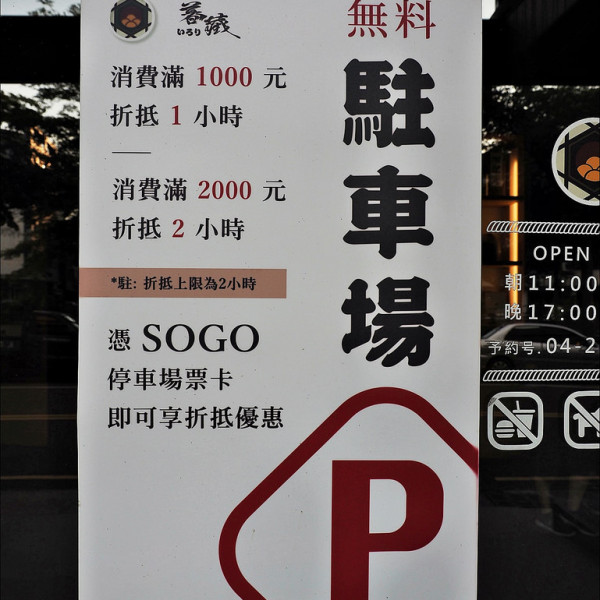 いろり
無料
駐車場
消費滿 1000 元
折抵 1 小時
消費滿 2000 元
折抵 2 小時
*駐: 折抵上限為2小時
憑 SOGO
停車場票卡
即可享折抵優惠
P
OPEN
朝11:00
晚17:00
予約号.04-2